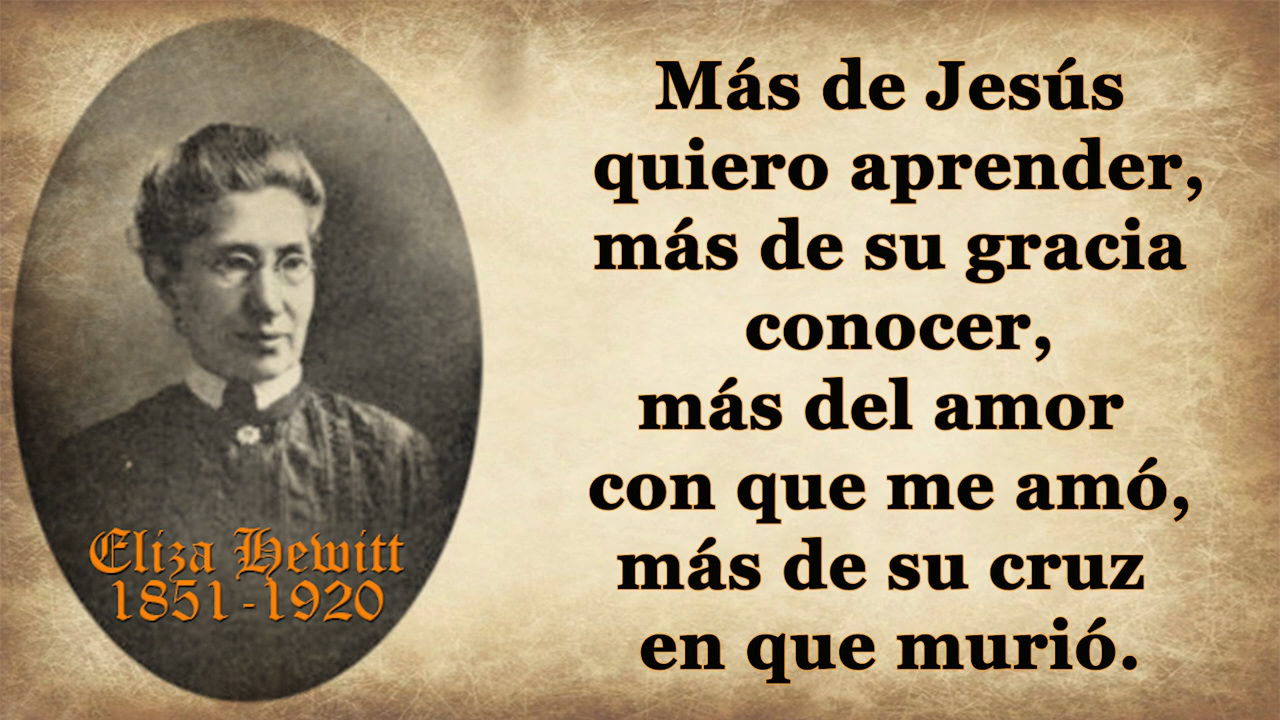 Más de Jesús
quiero aprender,
más de su gracia
conocer,
más del amor
con que me amó,
más de su cruz
en que murió.
Eliza Hewitt
1851-1920